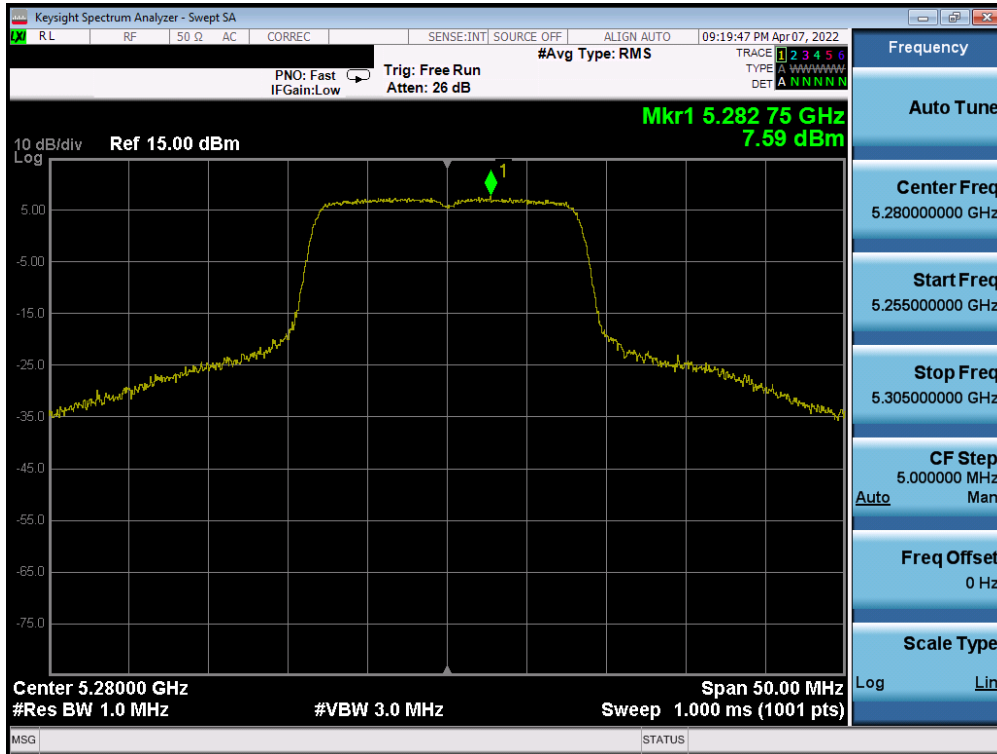 Keysight Spectrum Analyzer - Swept SA
LXI RL RF 50 Ω AC CORREC SENSE:INT SOURCE OFF ALIGN AUTO 09:19:47 PM Apr 07, 2022
#Avg Type: RMS
TRACE 1 2 3 4 5 6
TYPE A WWWWW
DET A N N N N N
PNO: Fast
IFGain:Low
Trig: Free Run
Atten: 26 dB
Mkr1 5.282 75 GHz
7.59 dBm
10 dB/div
Log
Ref 15.00 dBm
1
5.00
-5.00
-15.0
-25.0
-35.0
-45.0
-55.0
-65.0
-75.0
Center 5.28000 GHz
Span 50.00 MHz
#Res BW 1.0 MHz
#VBW 3.0 MHz
Sweep 1.000 ms (1001 pts)
MSG
STATUS
Frequency
Auto Tune
Center Freq
5.280000000 GHz
Start Freq
5.255000000 GHz
Stop Freq
5.305000000 GHz
CF Step
5.000000 MHz
Auto Man
Freq Offset
0 Hz
Scale Type
Log Lin